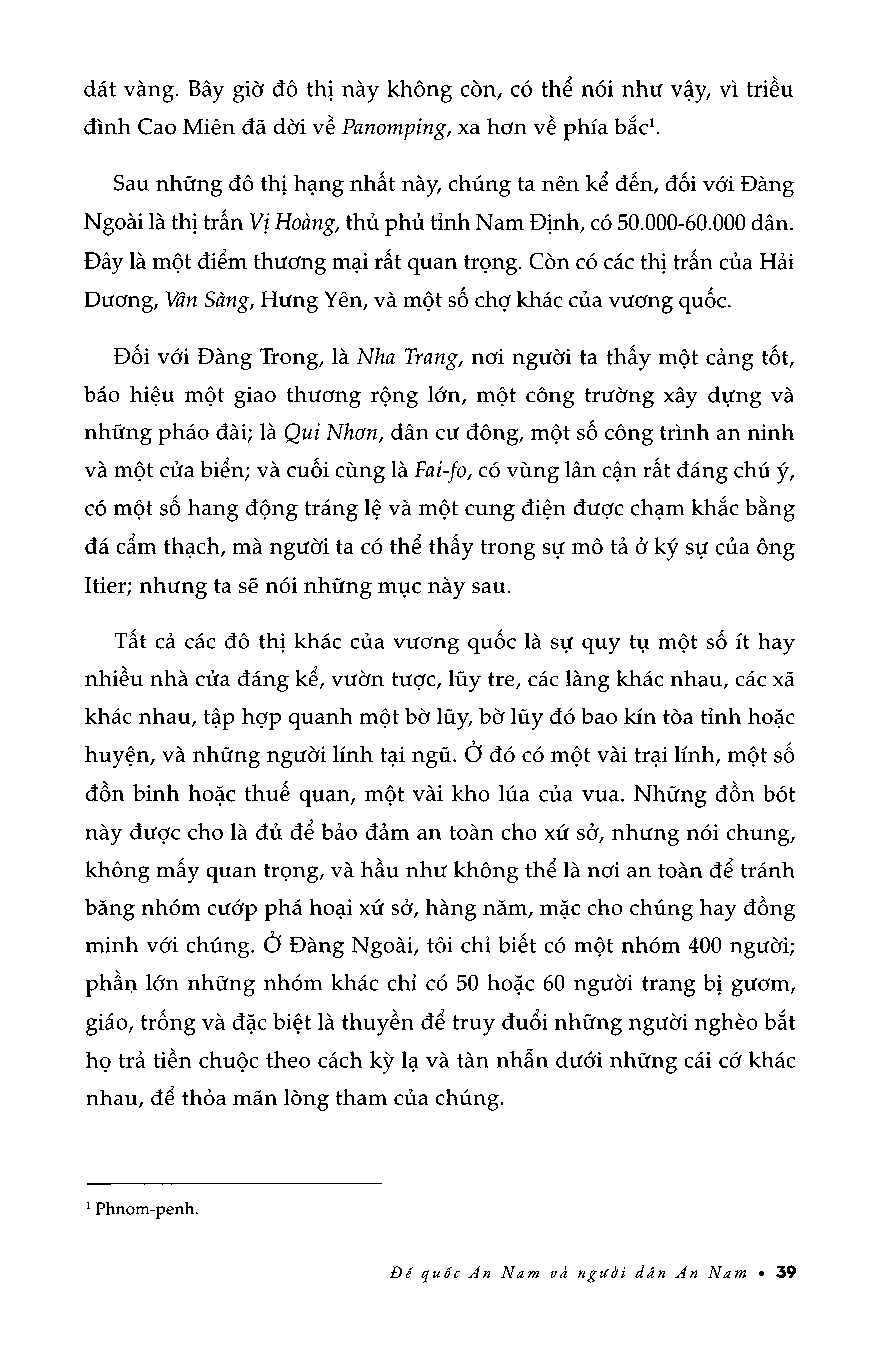 dát vàng. Bây giờ đô thị này không còn, có thể nói như vậy, vì triều
đình Cao Miên đã dời về Panomping, xa hơn về phía bắc¹.
Sau những đô thị hạng nhất này, chúng ta nên kể đến, đối với Đàng
Ngoài là thị trấn Vị Hoàng, thủ phủ tỉnh Nam Định, có 50.000-60.000 dân.
Đây là một điểm thương mại rất quan trọng. Còn có các thị trấn của Hải
Dương, Vân Sàng, Hưng Yên, và một số chợ khác của vương quốc.
Đối với Đàng Trong, là Nha Trang, nơi người ta thấy một cảng tốt,
báo hiệu một giao thương rộng lớn, một công trường xây dựng và
những pháo đài; là Qui Nhơn, dân cư đông, một số công trình an ninh
và một cửa biển; và cuối cùng là Fai-fo, có vùng lân cận rất đáng chú ý,
có một số hang động tráng lệ và một cung điện được chạm khắc bằng
đá cẩm thạch, mà người ta có thể thấy trong sự mô tả ở ký sự của ông
Itier; nhưng ta sẽ nói những mục này sau.
Tất cả các đô thị khác của vương quốc là sự quy tụ một số ít hay
nhiều nhà cửa đáng kể, vườn tược, lũy tre, các làng khác nhau, các xã
khác nhau, tập hợp quanh một bờ lũy, bờ lũy đó bao kín tòa tỉnh hoặc
huyện, và những người lính tại ngũ. Ở đó có một vài trại lính, một số
đồn binh hoặc thuế quan, một vài kho lúa của vua. Những đồn bót
này được cho là đủ để bảo đảm an toàn cho xứ sở, nhưng nói chung,
không mấy quan trọng, và hầu như không thể là nơi an toàn để tránh
băng nhóm cướp phá hoại xứ sở, hàng năm, mặc cho chúng hay đồng
minh với chúng. Ở Đàng Ngoài, tôi chỉ biết có một nhóm 400 người;
phần lớn những nhóm khác chỉ có 50 hoặc 60 người trang bị gươm,
giáo, trống và đặc biệt là thuyền để truy đuổi những người nghèo bắt
họ trả tiền chuộc theo cách kỳ lạ và tàn nhẫn dưới những cái cớ khác
nhau, để thỏa mãn lòng tham của chúng.
¹ Phnom-penh.
Đế quốc An Nam và người dân An Nam • 39